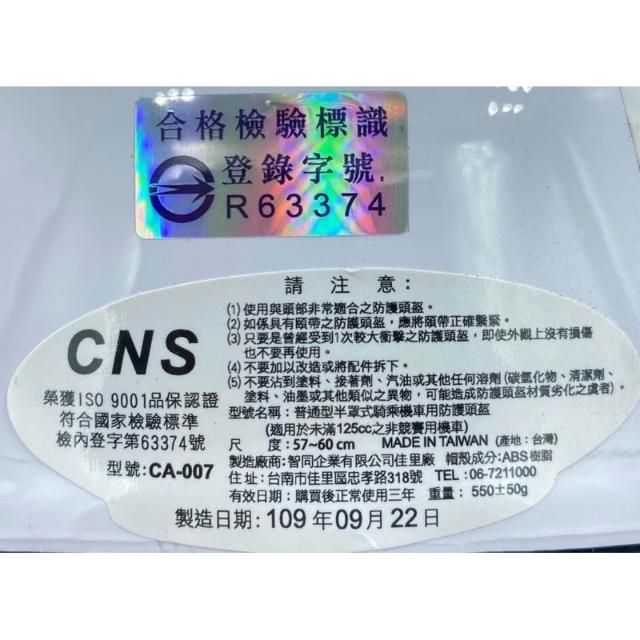 合格檢驗標識
登錄字號
R63374
請注意：
(1)使用與頭部非常適合之防護頭盔。
(2)如係具有頤帶之防護頭盔，應將頤帶正確繫緊。
(3)只要是曾經受到1次較大衝擊之防護頭盔，即使外觀上沒有損傷
也不要再使用。
(4)不要加以改造或將配件拆下。
(5)不要沾到塗料、接著劑、汽油或其他任何溶劑(碳氫化物、清潔劑、
塗料、油墨或其他類似之異物，可能造成防護頭盔材質劣化之虞者)。
CNS
榮獲ISO 9001品保認證
符合國家檢驗標準
檢內登字第63374號
型號：CA-007
型號名稱：普通型半罩式騎乘機車用防護頭盔
(適用於未滿125cc之非競賽用機車)
尺 度：57~60 cm MADE IN TAIWAN (產地：台灣)
製造廠商：智同企業有限公司佳里廠 帽殼成分：ABS樹脂
住 址：台南市佳里區忠孝路318號 TEL：06-7211000
有效日期：購買後正常使用三年 重量：550±50g
製造日期：109年09月22日